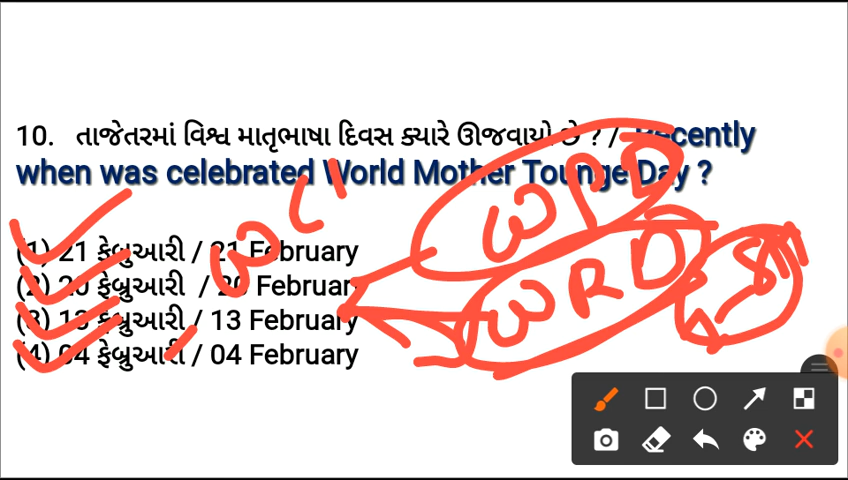 10. તાજેતરમાં વિશ્વ માતૃભાષા દિવસ ક્યારે ઊજવાયો છે ? / Recently
when was celebrated World Mother Tounge Day ?
(1) 21 ફેબ્રુઆરી / 21 February
(2) 20 ફેબ્રુઆરી / 20 February
(3) 13 ફેબ્રુઆરી / 13 February
(4) 04 ફેબ્રુઆરી / 04 February
WPD
WRD